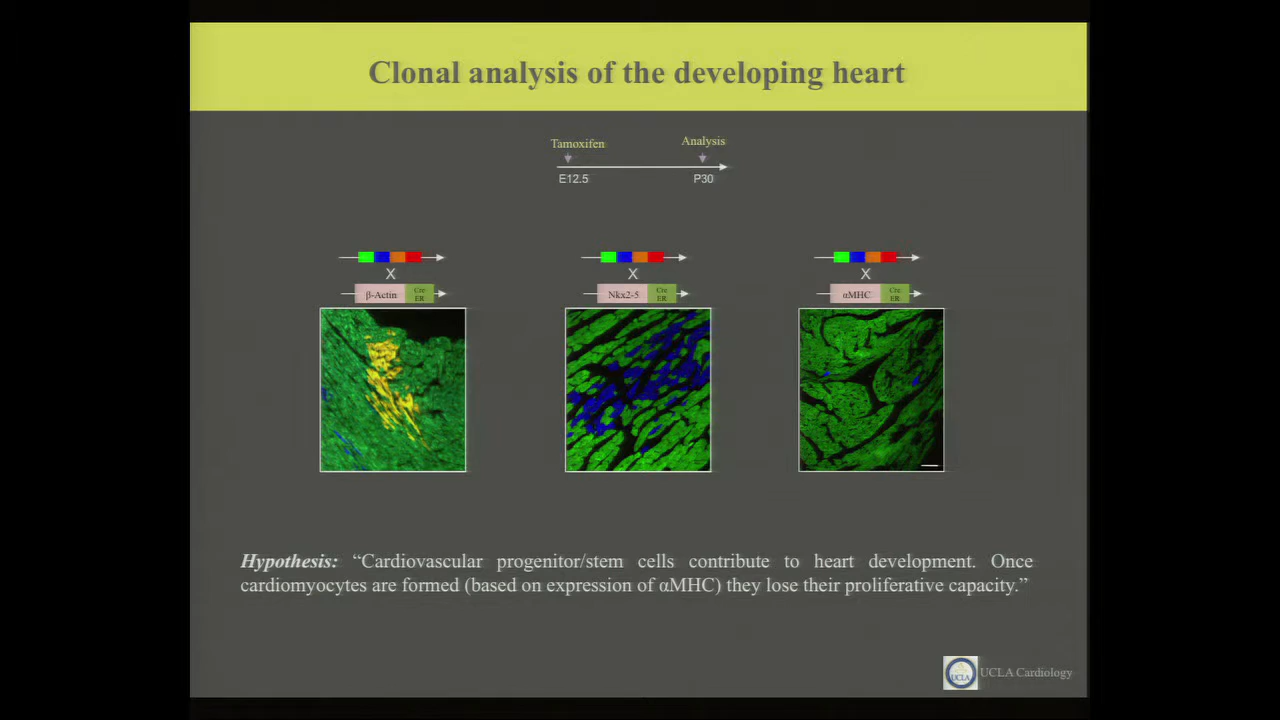 Clonal analysis of the developing heart
Tamoxifen
Analysis
E12.5
P30
X
X
X
β-Actin
Cre
ER
Nkx2-5
Cre
ER
αMHC
Cre
ER
Hypothesis: “Cardiovascular progenitor/stem cells contribute to heart development. Once
cardiomyocytes are formed (based on expression of αMHC) they lose their proliferative capacity.”
UCLA
UCLA Cardiology